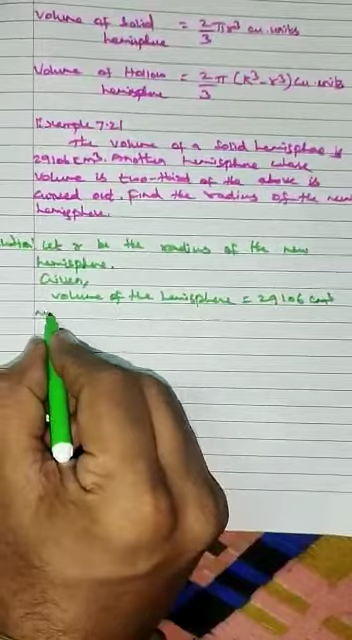 Volume of Solid = 2/3 πr³ cu.units
hemisphere
Volume of Hollow = 2/3 π (R³-r³) cu.units
hemisphere
Example 7.21
The volume of a solid hemisphere is
29106 cm³. Another hemisphere whose
volume is two-third of the above is
carved out. Find the radius of the new
hemisphere.
Let r be the radius of the new
hemisphere.
Given,
volume of the hemisphere = 29106 cm³